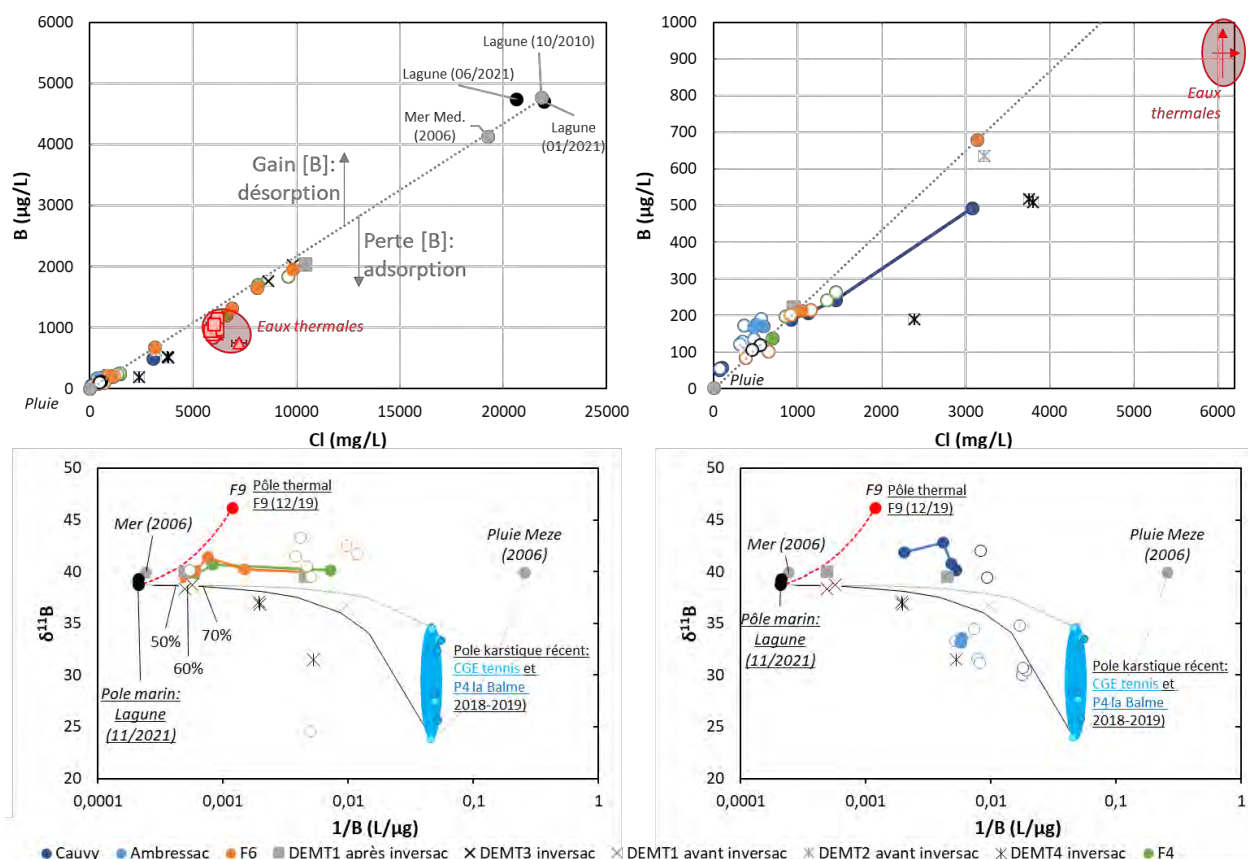 6000
5000
4000
3000
2000
1000
0
B (µg/L)
Lagune (10/2010)
Lagune (06/2021)
Mer Med.
(2006)
Lagune
(01/2021)
Gain [B]:
désorption
Perte [B]:
adsorption
Eaux thermales
Pluie
0 5000 10000 15000 20000 25000
Cl (mg/L)
1000
900
800
700
600
500
400
300
200
100
0
B (µg/L)
Eaux
thermales
Pluie
0 1000 2000 3000 4000 5000 6000
Cl (mg/L)
50
45
40
35
30
25
20
δ¹¹B
F9 Pôle thermal
F9 (12/19)
Mer (2006)
Pluie Meze
(2006)
50%
60%
70%
Pole marin:
Lagune
(11/2021)
Pole karstique récent:
CGE tennis et
P4 la Balme
2018-2019)
0,0001 0,001 0,01 0,1 1
1/B (L/µg)
50
45
40
35
30
25
20
δ¹¹B
F9 Pôle thermal
F9 (12/19)
Mer (2006)
Pluie Meze
(2006)
Pôle marin:
Lagune
(11/2021)
Pole karstique récent:
CGE tennis et
P4 la Balme
2018-2019)
0,0001 0,001 0,01 0,1 1
1/B (L/µg)
Cauvy Ambressac F6 DEMT1 après inversac DEMT3 inversac DEMT1 avant inversac DEMT2 avant inversac DEMT4 inversac F4